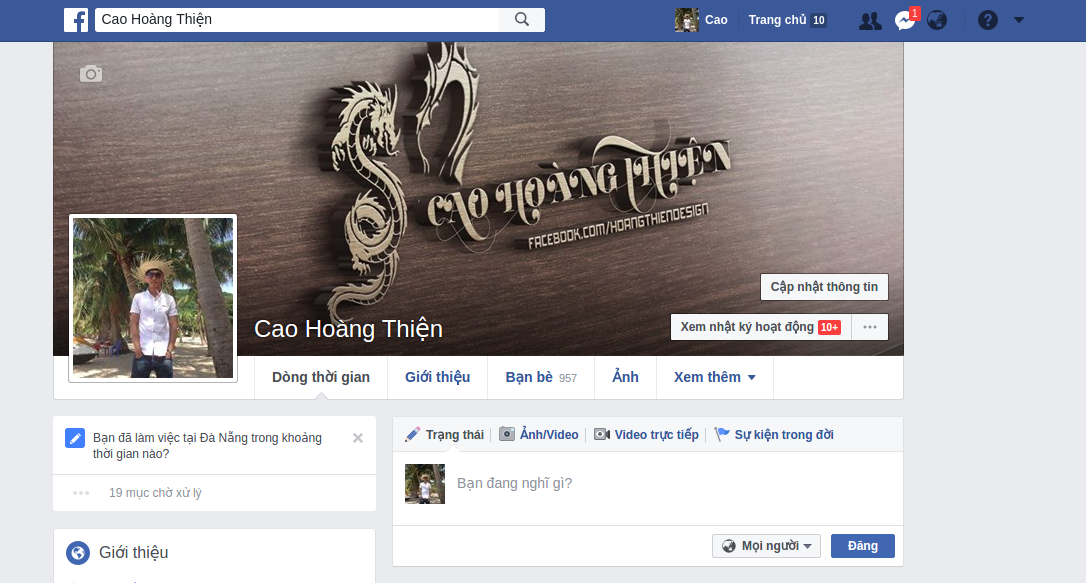 Cao Hoàng Thiện
Cao
Trang chủ 10
1
CAO HOÀNG THIỆN
FACEBOOK.COM/HOANGTHIENDESIGN
Cập nhật thông tin
Cao Hoàng Thiện
Xem nhật ký hoạt động 10+
Dòng thời gian
Giới thiệu
Bạn bè 957
Ảnh
Xem thêm
Bạn đã làm việc tại Đà Nẵng trong khoảng
thời gian nào?
19 mục chờ xử lý
Giới thiệu
Trạng thái
Ảnh/Video
Video trực tiếp
Sự kiện trong đời
Bạn đang nghĩ gì?
Mọi người
Đăng